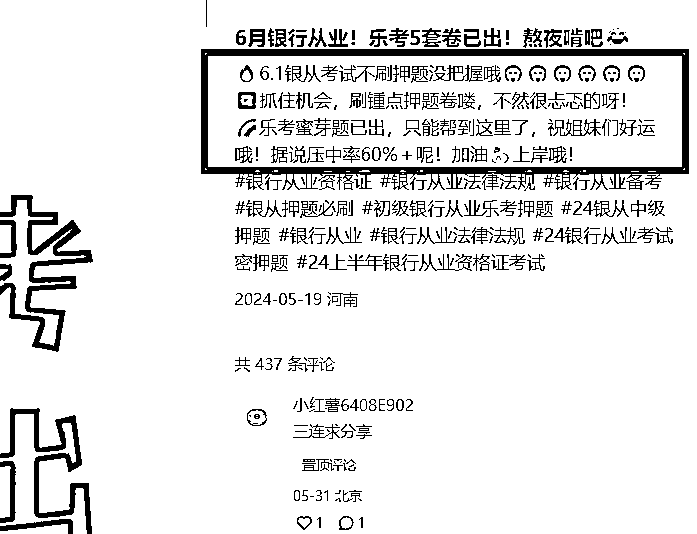 6月银行从业！乐考5套卷已出！熬夜啃吧
6.1银从考试不刷押题没把握哦
抓住机会，刷锺点押题卷喽，不然很忐忑的呀！
乐考蜜芽题已出，只能帮到这里了，祝姐妹们好运
哦！据说压中率60%＋呢！加油 上岸哦！
#银行从业资格证 #银行从业法律法规 #银行从业备考
#银从押题必刷 #初级银行从业乐考押题 #24银从中级
押题 #银行从业 #银行从业法律法规 #24银行从业考试
密押题 #24上半年银行从业资格证考试
2024-05-19 河南
共 437 条评论
小红薯6408E902
三连求分享
置顶评论
05-31 北京
1 1
考
出